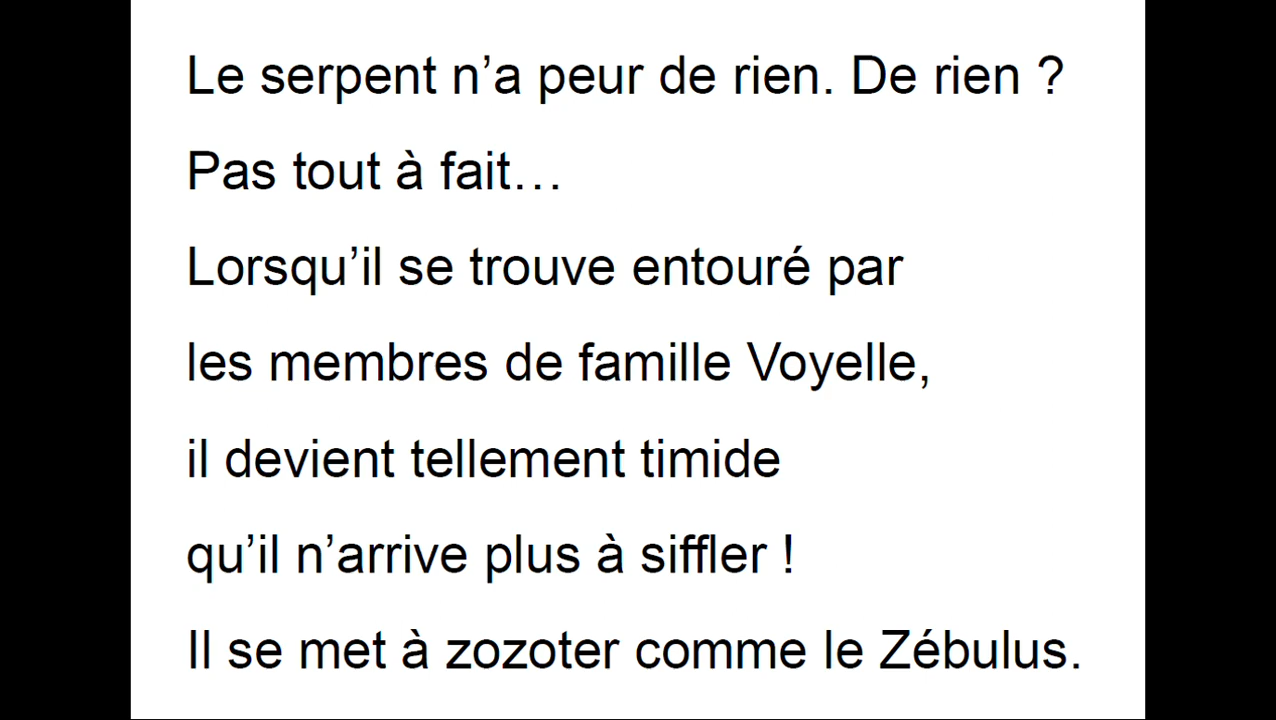 Le serpent n’a peur de rien. De rien ?
Pas tout à fait…
Lorsqu’il se trouve entouré par
les membres de famille Voyelle,
il devient tellement timide
qu’il n’arrive plus à siffler !
Il se met à zozoter comme le Zébulus.